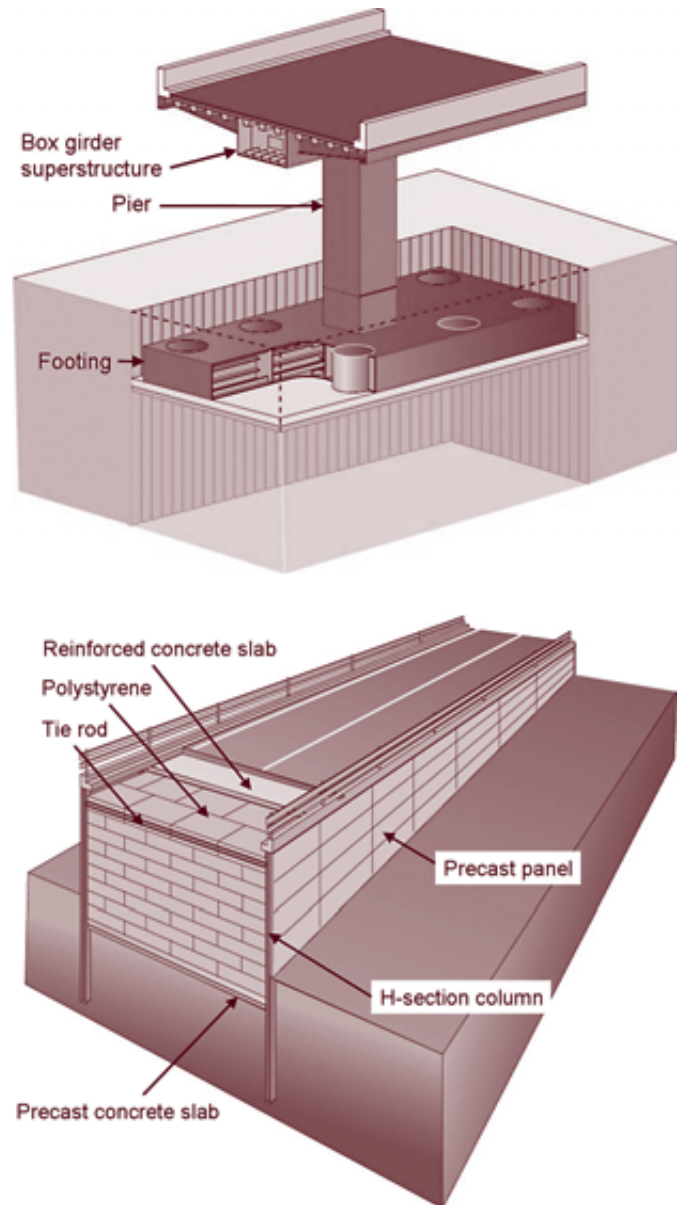 Box girder
superstructure
Pier
Footing
Reinforced concrete slab
Polystyrene
Tie rod
Precast panel
H-section column
Precast concrete slab